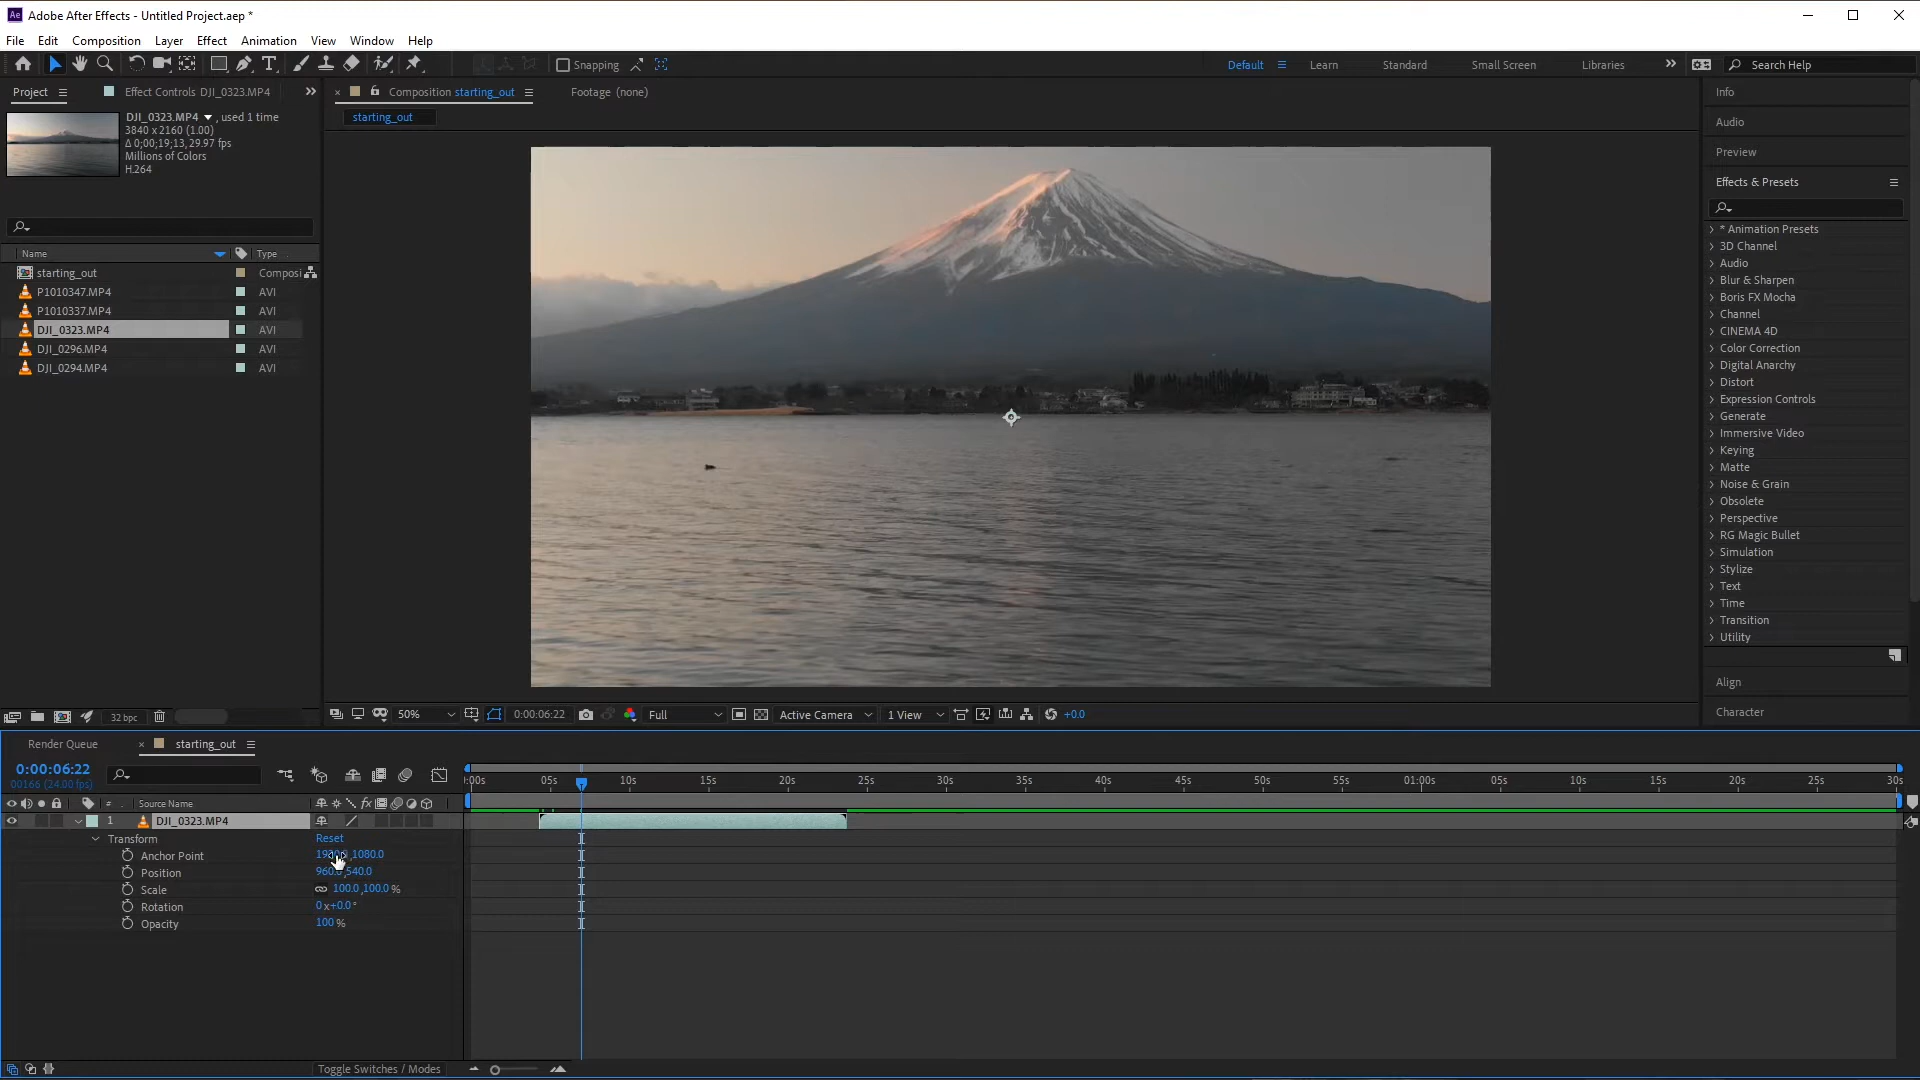 Adobe After Effects - Untitled Project.aep *
File Edit Composition Layer Effect Animation View Window Help
Snapping Default Learn Standard Small Screen Libraries Search Help
Project Effect Controls DJI_0323.MP4
Composition starting_out Footage (none)
starting_out
DJI_0323.MP4 , used 1 time
3840 x 2160 (1.00)
Δ 0;00;19;13, 29.97 fps
Millions of Colors
H.264
Name Type
starting_out Composi
P1010347.MP4 AVI
P1010337.MP4 AVI
DJI_0323.MP4 AVI
DJI_0296.MP4 AVI
DJI_0294.MP4 AVI
Info
Audio
Preview
Effects & Presets
* Animation Presets
3D Channel
Audio
Blur & Sharpen
Boris FX Mocha
Channel
CINEMA 4D
Color Correction
Digital Anarchy
Distort
Expression Controls
Generate
Immersive Video
Keying
Matte
Noise & Grain
Obsolete
Perspective
RG Magic Bullet
Simulation
Stylize
Text
Time
Transition
Utility
Align
Character
32 bpc
50% 0:00:06:22 Full Active Camera 1 View +0.0
Render Queue starting_out
0:00:06:22
00166 (24.00 fps)
:00s 05s 10s 15s 20s 25s 30s 35s 40s 45s 50s 55s 01:00s 05s 10s 15s 20s 25s 30s
# Source Name fx
1 DJI_0323.MP4
Transform Reset
Anchor Point ,1080.0
Position 960.0,540.0
Scale 100.0,100.0 %
Rotation 0 x+0.0 °
Opacity 100 %
Toggle Switches / Modes